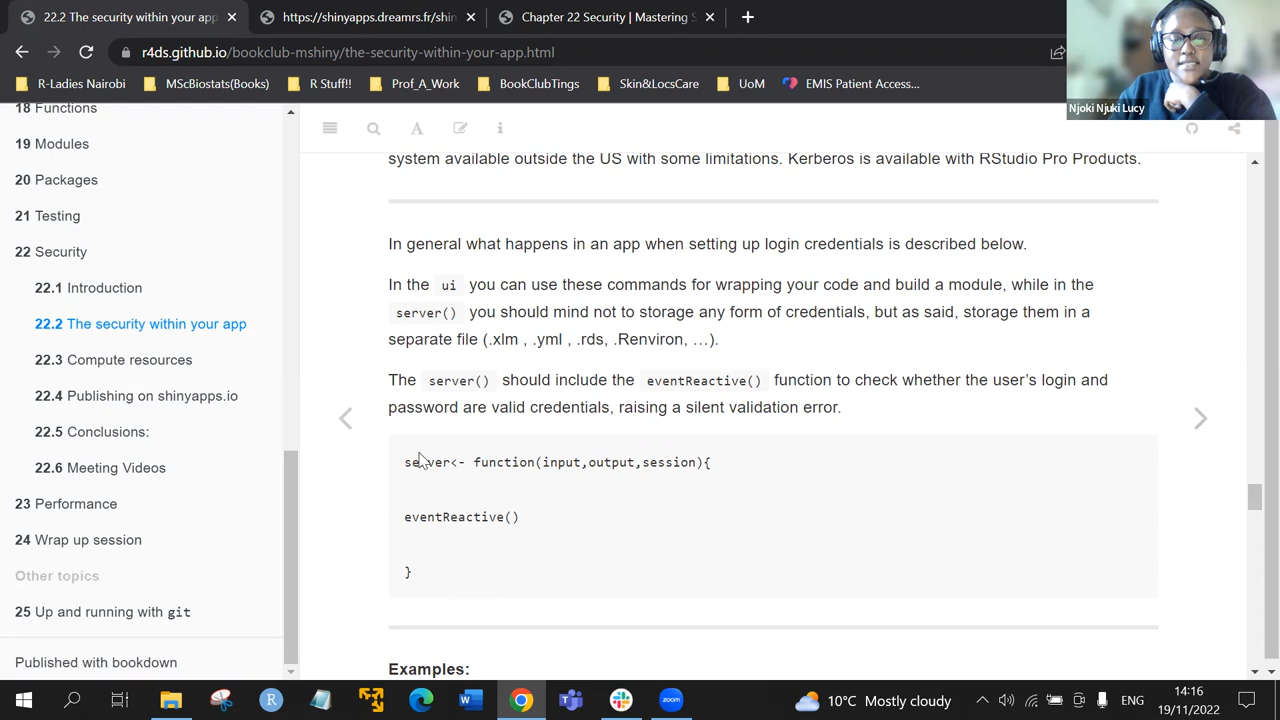 22.2 The security within your app
https://shinyapps.dreamrs.fr/shin
Chapter 22 Security | Mastering S
r4ds.github.io/bookclub-mshiny/the-security-within-your-app.html
R-Ladies Nairobi
MScBiostats(Books)
R Stuff!!
Prof_A_Work
BookClubTings
Skin&LocsCare
UoM
EMIS Patient Access...
Njoki Njuki Lucy
18 Functions
19 Modules
20 Packages
21 Testing
22 Security
22.1 Introduction
22.2 The security within your app
22.3 Compute resources
22.4 Publishing on shinyapps.io
22.5 Conclusions:
22.6 Meeting Videos
23 Performance
24 Wrap up session
Other topics
25 Up and running with git
Published with bookdown
system available outside the US with some limitations. Kerberos is available with RStudio Pro Products.
In general what happens in an app when setting up login credentials is described below.
In the ui you can use these commands for wrapping your code and build a module, while in the
server() you should mind not to storage any form of credentials, but as said, storage them in a
separate file (.xlm , .yml , .rds, .Renviron, …).
The server() should include the eventReactive() function to check whether the user's login and
password are valid credentials, raising a silent validation error.
server<- function(input,output,session){
eventReactive()
}
Examples:
10°C Mostly cloudy
ENG
14:16
19/11/2022